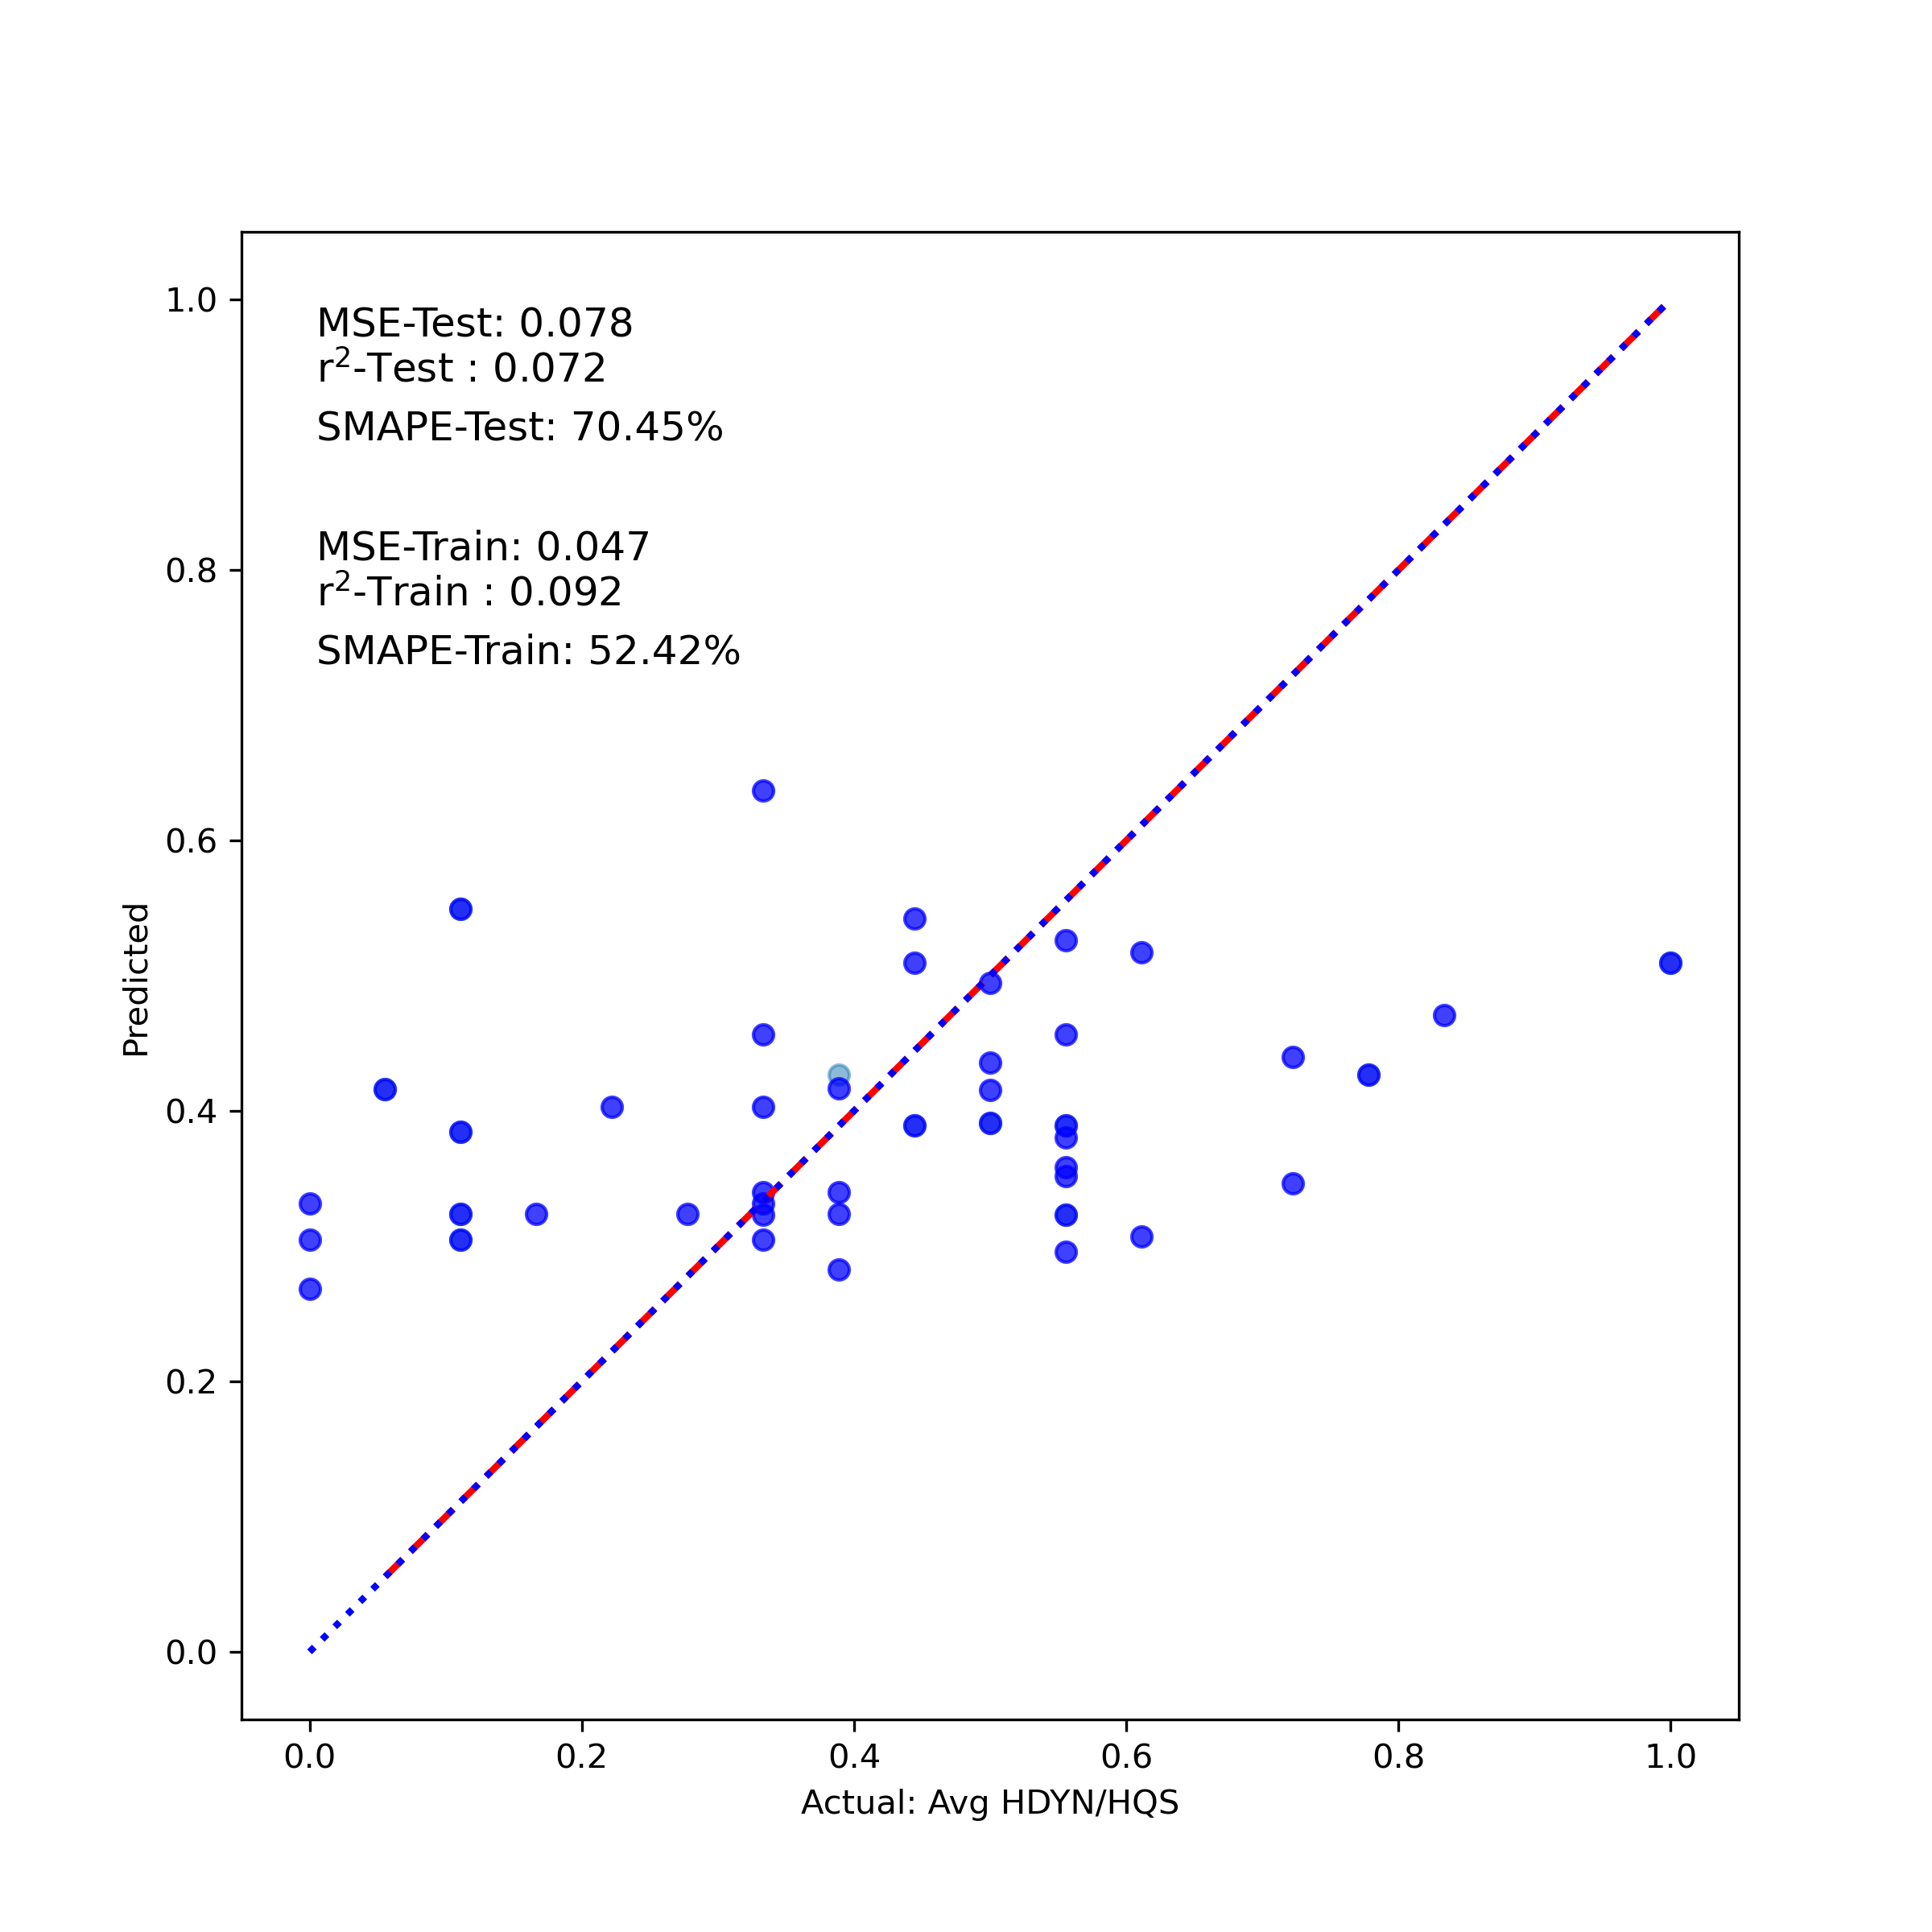 MSE-Test: 0.078
r²-Test : 0.072
SMAPE-Test: 70.45%
MSE-Train: 0.047
r²-Train : 0.092
SMAPE-Train: 52.42%
1.0
0.8
0.6
0.4
0.2
0.0
Predicted
0.0 0.2 0.4 0.6 0.8 1.0
Actual: Avg HDYN/HQS